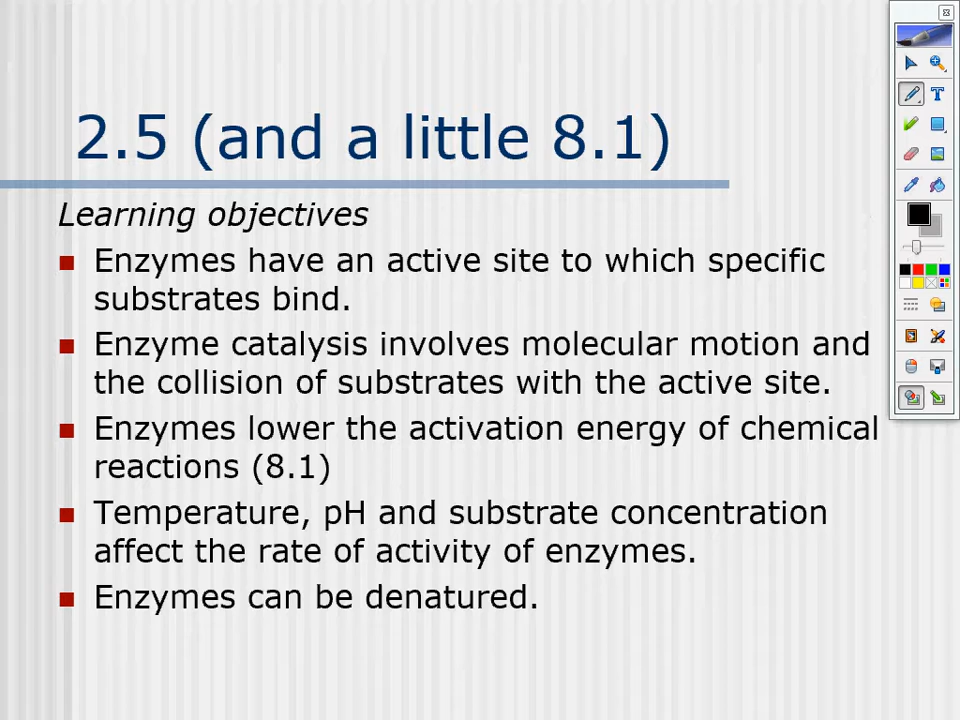 2.5 (and a little 8.1)
Learning objectives
Enzymes have an active site to which specific
substrates bind.
Enzyme catalysis involves molecular motion and
the collision of substrates with the active site.
Enzymes lower the activation energy of chemical
reactions (8.1)
Temperature, pH and substrate concentration
affect the rate of activity of enzymes.
Enzymes can be denatured.